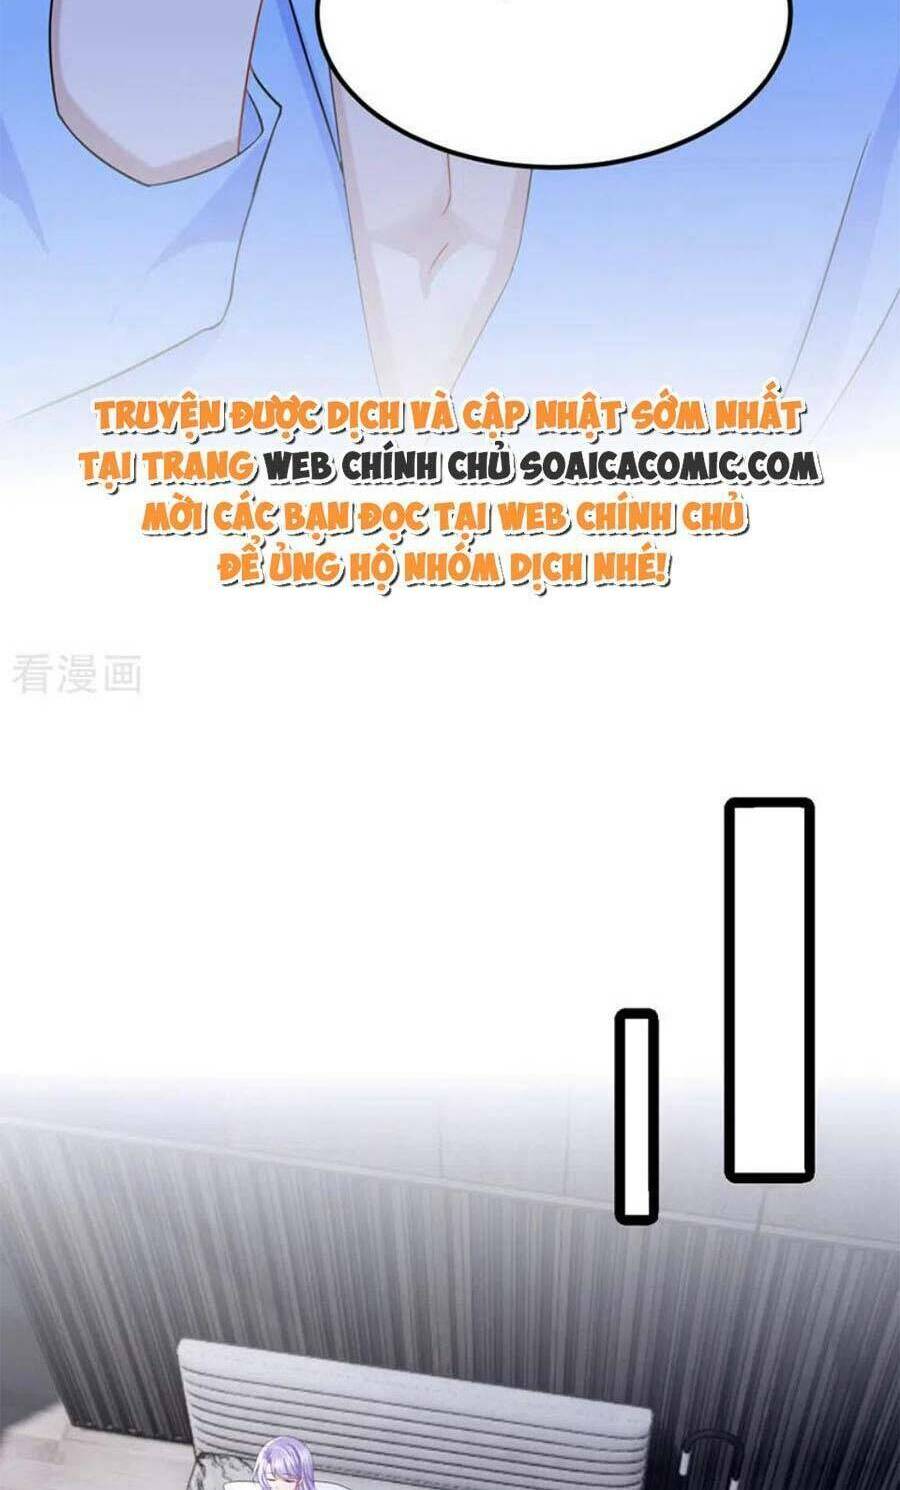 TRUYỆN ĐƯỢC DỊCH VÀ CẬP NHẬT SỚM NHẤT
TẠI TRANG WEB CHÍNH CHỦ SOAICACOMIC.COM
MỜI CÁC BẠN ĐỌC TẠI WEB CHÍNH CHỦ
ĐỂ ỦNG HỘ NHÓM DỊCH NHÉ!
看漫画